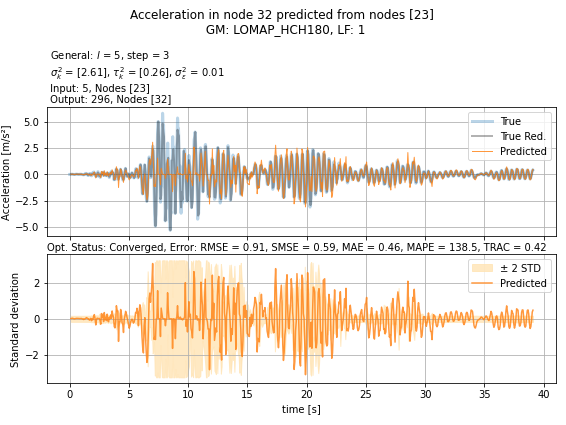 Acceleration in node 32 predicted from nodes [23]
GM: LOMAP_HCH180, LF: 1
General: l = 5, step = 3
σ²ₖ = [2.61], τ²ₖ = [0.26], σ²ε = 0.01
Input: 5, Nodes [23]
Output: 296, Nodes [32]
Acceleration [m/s²]
5.0
2.5
0.0
−2.5
−5.0
True
True Red.
Predicted
Opt. Status: Converged, Error: RMSE = 0.91, SMSE = 0.59, MAE = 0.46, MAPE = 138.5, TRAC = 0.42
Standard deviation
2
0
−2
± 2 STD
Predicted
0 5 10 15 20 25 30 35 40
time [s]